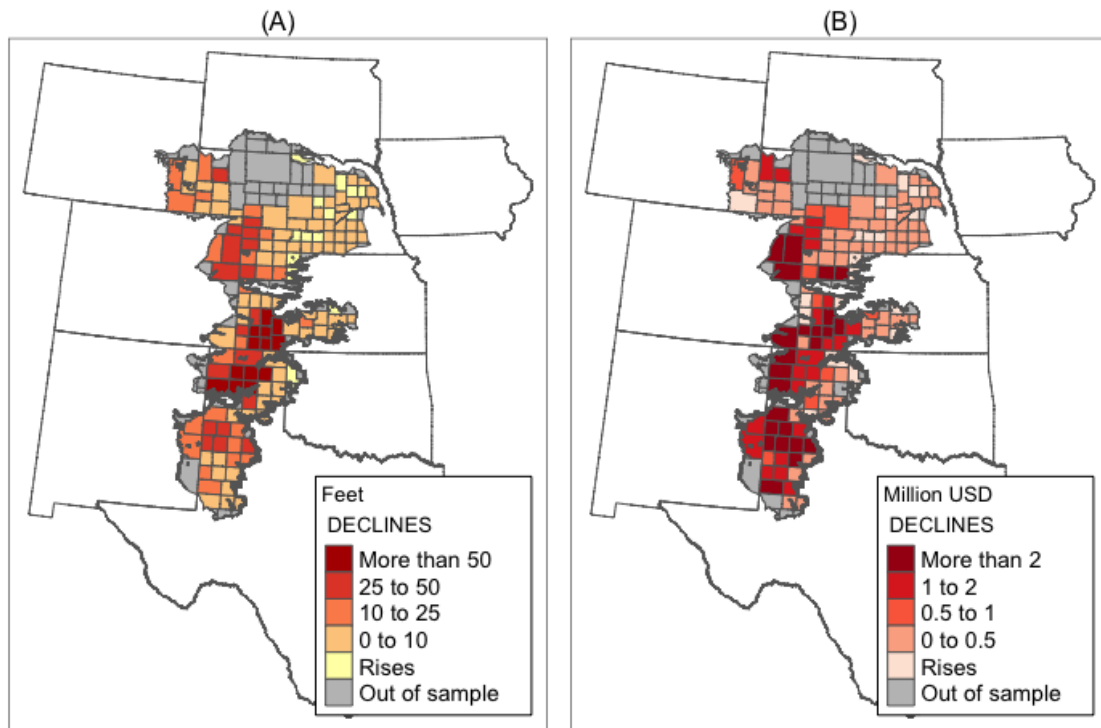 (A)
(B)
Feet
DECLINES
More than 50
25 to 50
10 to 25
0 to 10
Rises
Out of sample
Million USD
DECLINES
More than 2
1 to 2
0.5 to 1
0 to 0.5
Rises
Out of sample